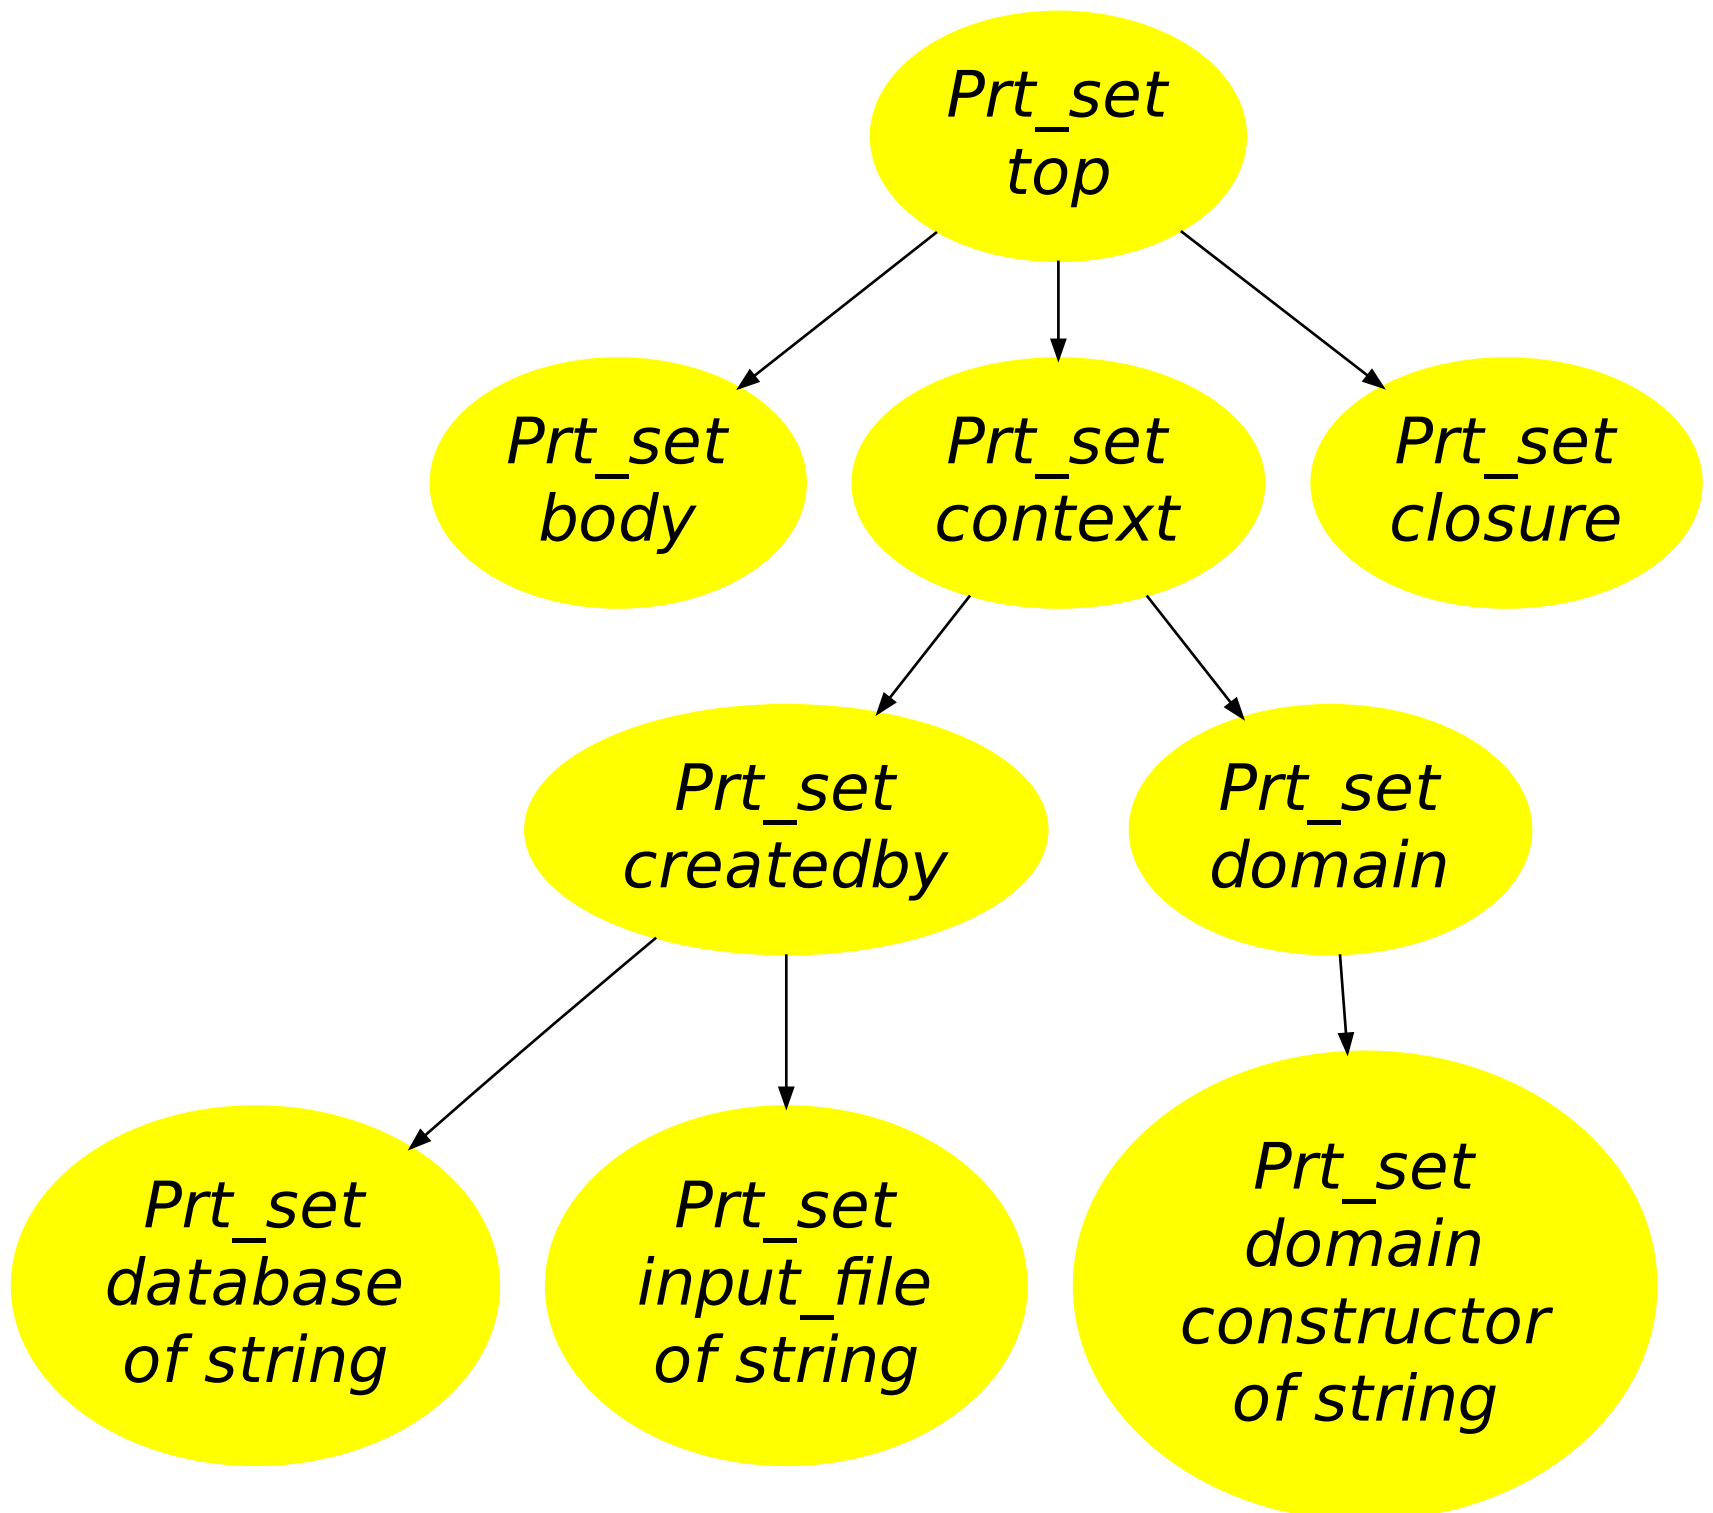 Prt_set
top
Prt_set
body
Prt_set
context
Prt_set
closure
Prt_set
createdby
Prt_set
domain
Prt_set
database
of string
Prt_set
input_file
of string
Prt_set
domain
constructor
of string